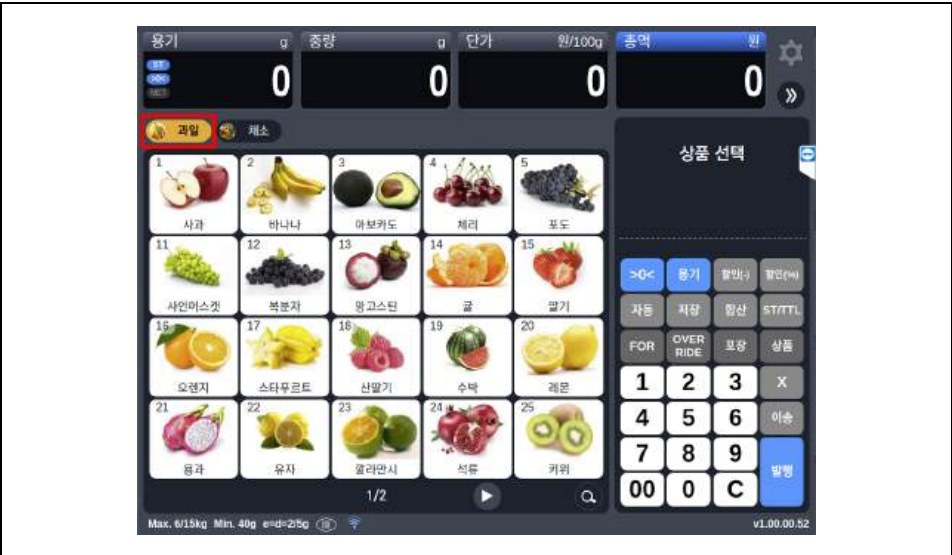 용기 g 중량 g 단가 원/100g 총액 원
ST
>0<
NET
0 0 0 0
과일 채소
상품 선택
1 2 3 4 5
사과 바나나 아보카도 체리 포도
11 12 13 14 15
샤인머스켓 복분자 망고스틴 귤 딸기
16 17 18 19 20
오렌지 스타푸르트 산딸기 수박 레몬
21 22 23 24 25
용과 유자 깔라만시 석류 키위
1/2
>0< 용기 할인(-) 할인(%)
자동 저장 합산 ST/TTL
FOR OVER RIDE 포장 상품
1 2 3 X
4 5 6 이송
7 8 9 발행
00 0 C
Max. 6/15kg Min. 40g e=d=2/5g
v1.00.00.52